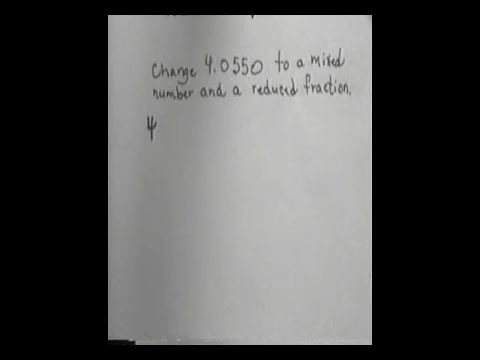 Change 4.0550 to a mixed
number and a reduced fraction.
4